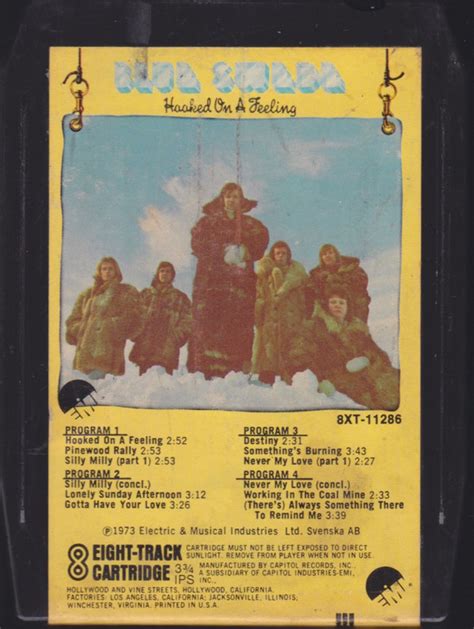 BLUE SWEDE
Hooked On A Feeling
8XT-11286
PROGRAM 1
Hooked On A Feeling 2:52
Pinewood Rally 2:53
Silly Milly (part 1) 2:53
PROGRAM 2
Silly Milly (concl.)
Lonely Sunday Afternoon 3:12
Gotta Have Your Love 3:26
PROGRAM 3
Destiny 2:31
Something's Burning 3:43
Never My Love (part 1) 2:27
PROGRAM 4
Never My Love (concl.)
Working In The Coal Mine 2:33
(There's) Always Something There
To Remind Me 3:39
©1973 Electric & Musical Industries Ltd. Svenska AB
8 EIGHT-TRACK
CARTRIDGE
3¾
IPS
CARTRIDGE MUST NOT BE LEFT EXPOSED TO DIRECT
SUNLIGHT. REMOVE FROM PLAYER WHEN NOT IN USE.
MANUFACTURED BY CAPITOL RECORDS, INC.,
A SUBSIDIARY OF CAPITOL INDUSTRIES-EMI,
INC.,
HOLLYWOOD AND VINE STREETS, HOLLYWOOD, CALIFORNIA.
FACTORIES: LOS ANGELES, CALIFORNIA; JACKSONVILLE, ILLINOIS;
WINCHESTER, VIRGINIA. PRINTED IN U.S.A.
EMI
EMI